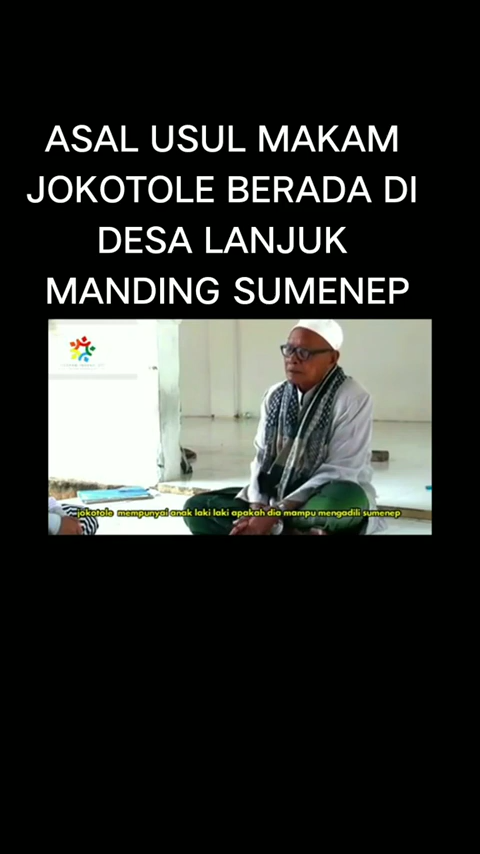 ASAL USUL MAKAM
JOKOTOLE BERADA DI
DESA LANJUK
MANDING SUMENEP
jokotole mempunyai anak laki laki apakah dia mampu mengadili sumenep